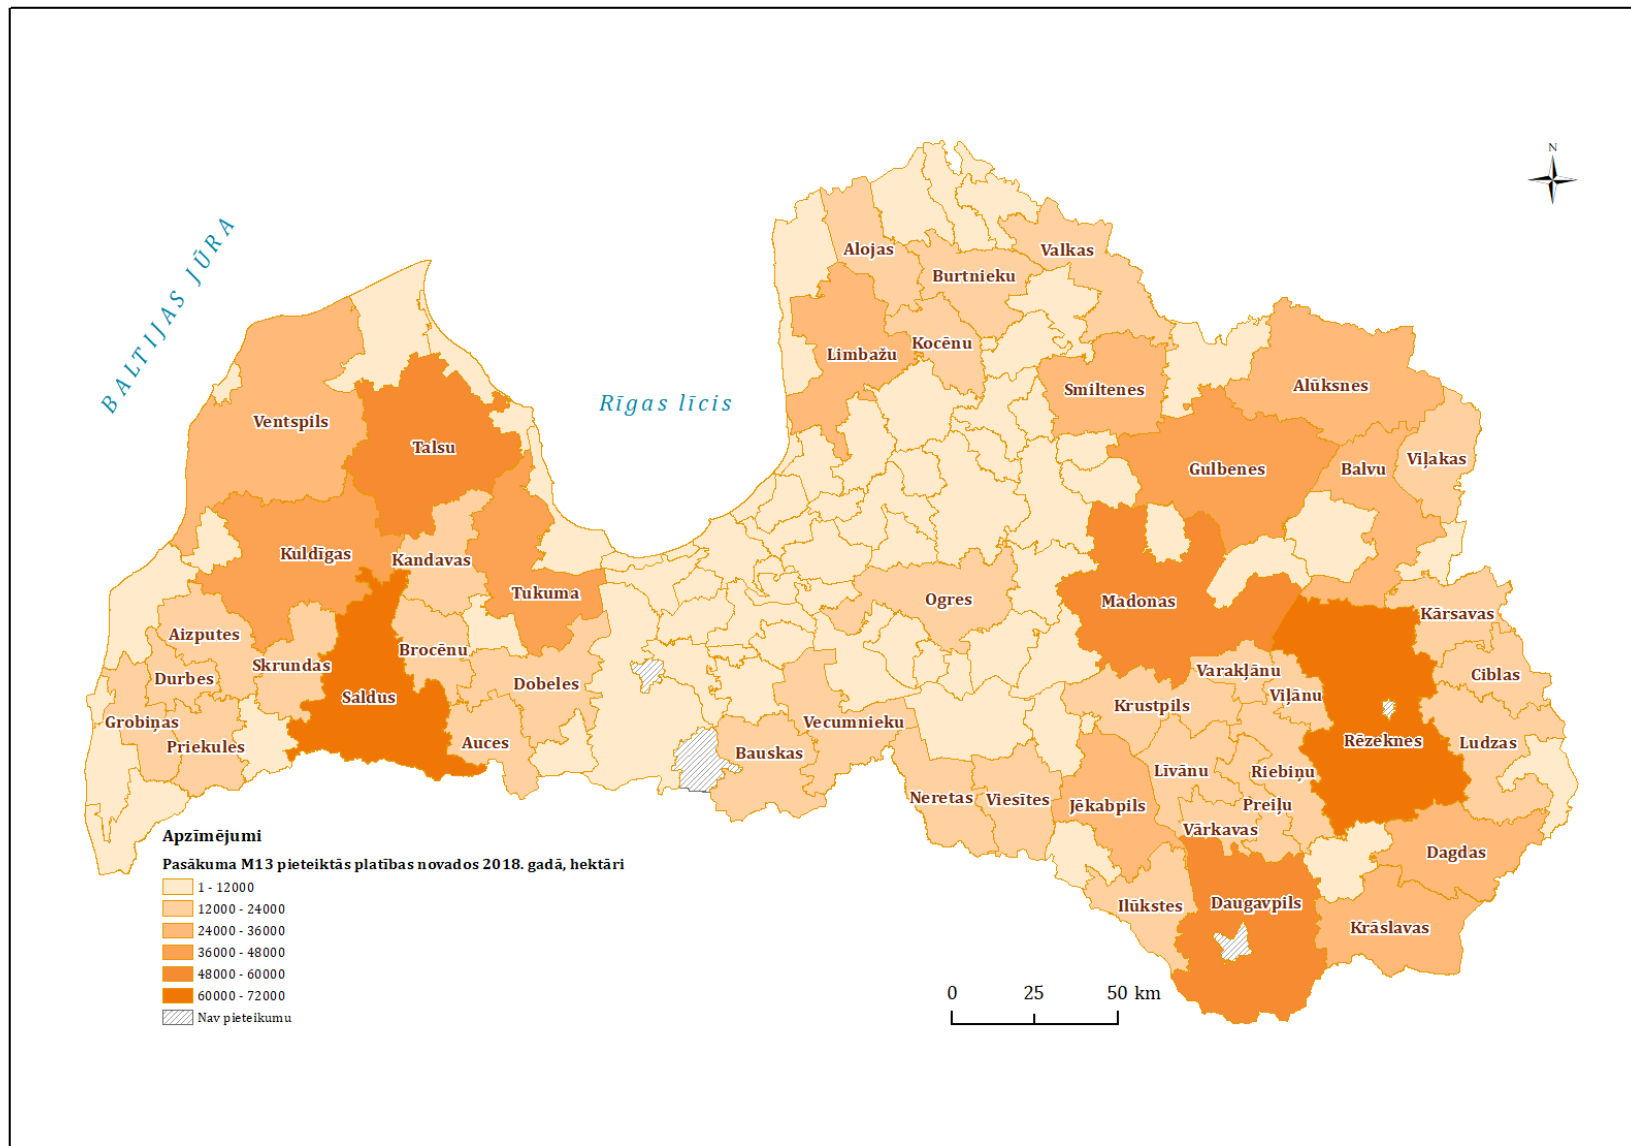 N
BALTIJAS JŪRA
Rīgas līcis
Alojas
Valkas
Burtnieku
Kocēnu
Limbažu
Smiltenes
Alūksnes
Ventspils
Talsu
Gulbenes
Balvu
Viļakas
Kuldīgas
Kandavas
Tukuma
Ogres
Madonas
Kārsavas
Aizputes
Skrundas
Brocēnu
Durbes
Dobeles
Varakļānu
Ciblas
Saldus
Viļānu
Krustpils
Grobiņas
Vecumnieku
Priekules
Auces
Bauskas
Rēzeknes
Ludzas
Līvānu
Riebiņu
Neretas
Viesītes
Jēkabpils
Preiļu
Vārkavas
Dagdas
Ilūkstes
Daugavpils
Krāslavas
Apzīmējumi
Pasākuma M13 pieteiktās platības novados 2018. gadā, hektāri
1 - 12000
12000 - 24000
24000 - 36000
36000 - 48000
48000 - 60000
60000 - 72000
Nav pieteikumu
0 25 50 km